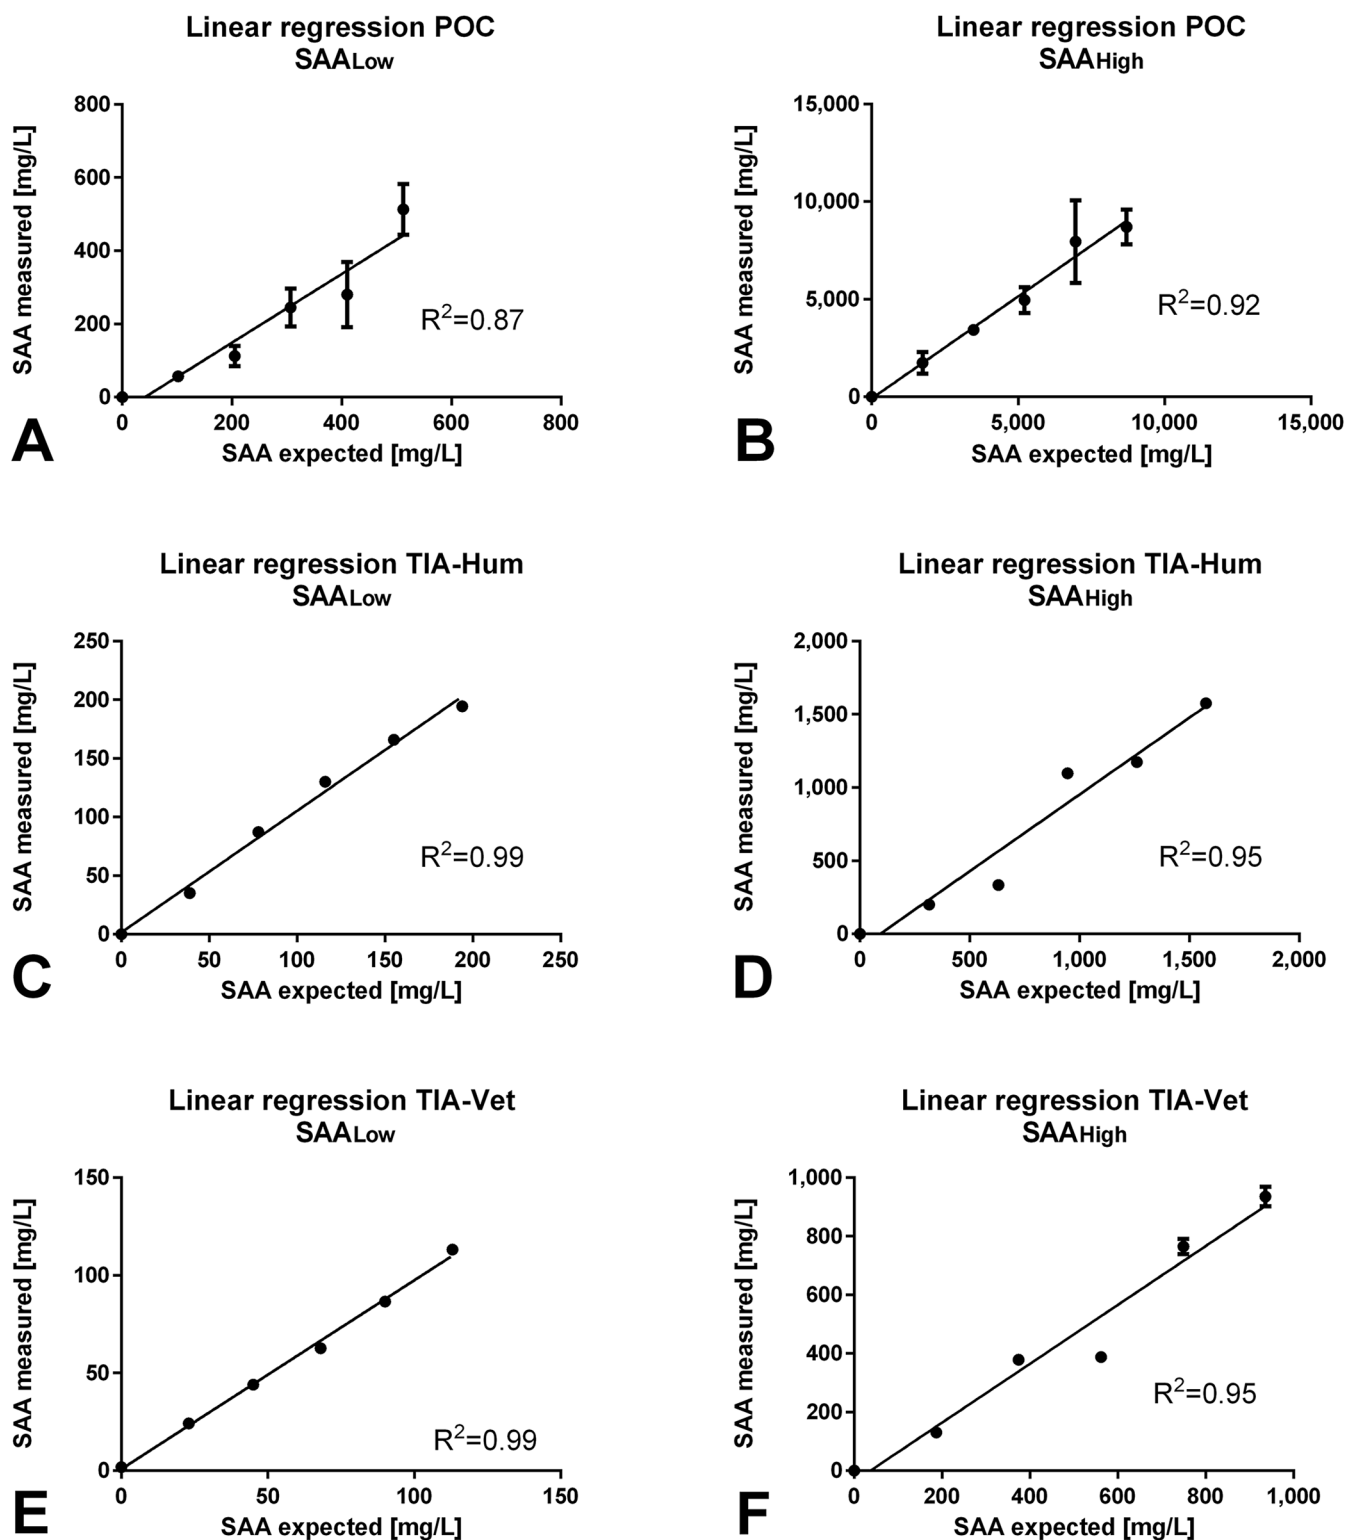 Linear regression POC
SAALow
SAA measured [mg/L]
800
600
400
200
0
0 200 400 600 800
R2=0.87
SAA expected [mg/L]
A
Linear regression POC
SAAHigh
SAA measured [mg/L]
15,000
10,000
5,000
0
0 5,000 10,000 15,000
R2=0.92
SAA expected [mg/L]
B
Linear regression TIA-Hum
SAALow
SAA measured [mg/L]
250
200
150
100
50
0
0 50 100 150 200 250
R2=0.99
SAA expected [mg/L]
C
Linear regression TIA-Hum
SAAHigh
SAA measured [mg/L]
2,000
1,500
1,000
500
0
0 500 1,000 1,500 2,000
R2=0.95
SAA expected [mg/L]
D
Linear regression TIA-Vet
SAALow
SAA measured [mg/L]
150
100
50
0
0 50 100 150
R2=0.99
SAA expected [mg/L]
E
Linear regression TIA-Vet
SAAHigh
SAA measured [mg/L]
1,000
800
600
400
200
0
0 200 400 600 800 1,000
R2=0.95
SAA expected [mg/L]
F